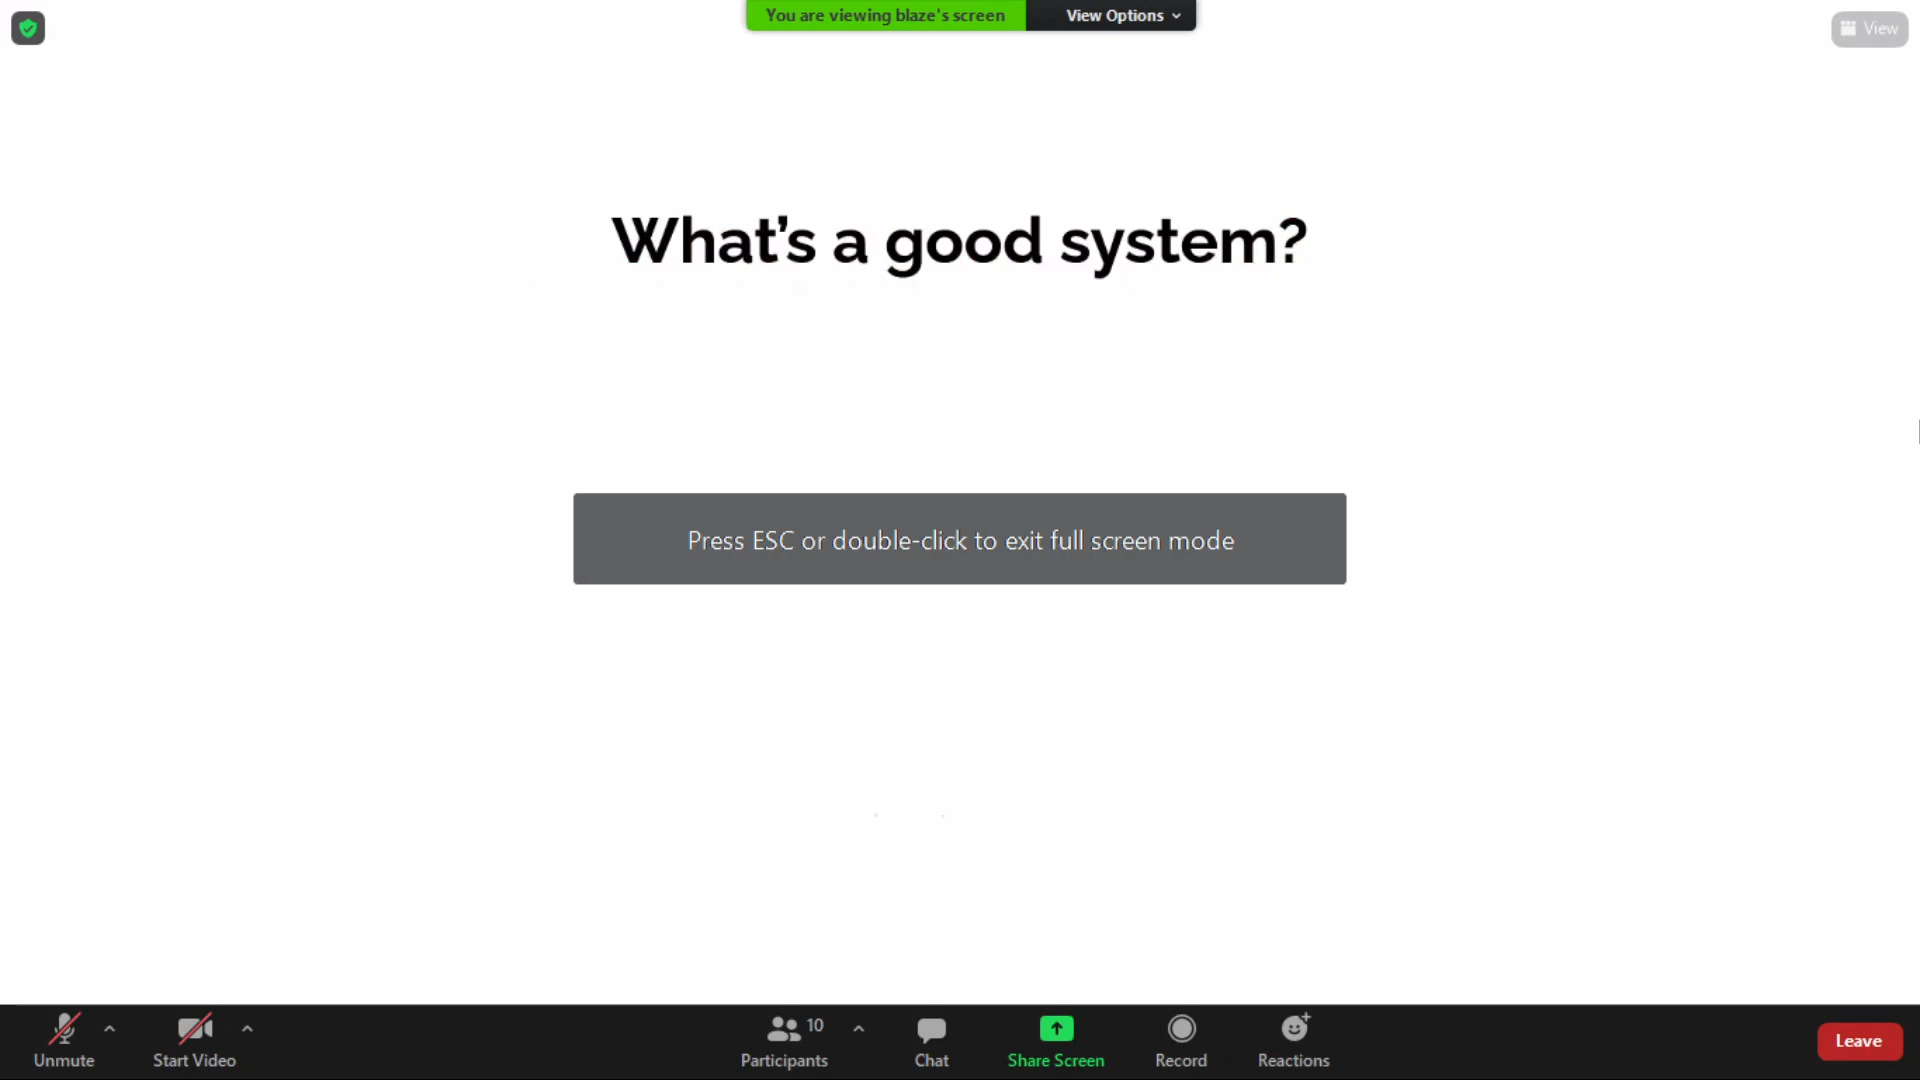 You are viewing blaze's screen
View Options
View
What's a good system?
Press ESC or double-click to exit full screen mode
Unmute
Start Video
10
Participants
Chat
Share Screen
Record
Reactions
Leave